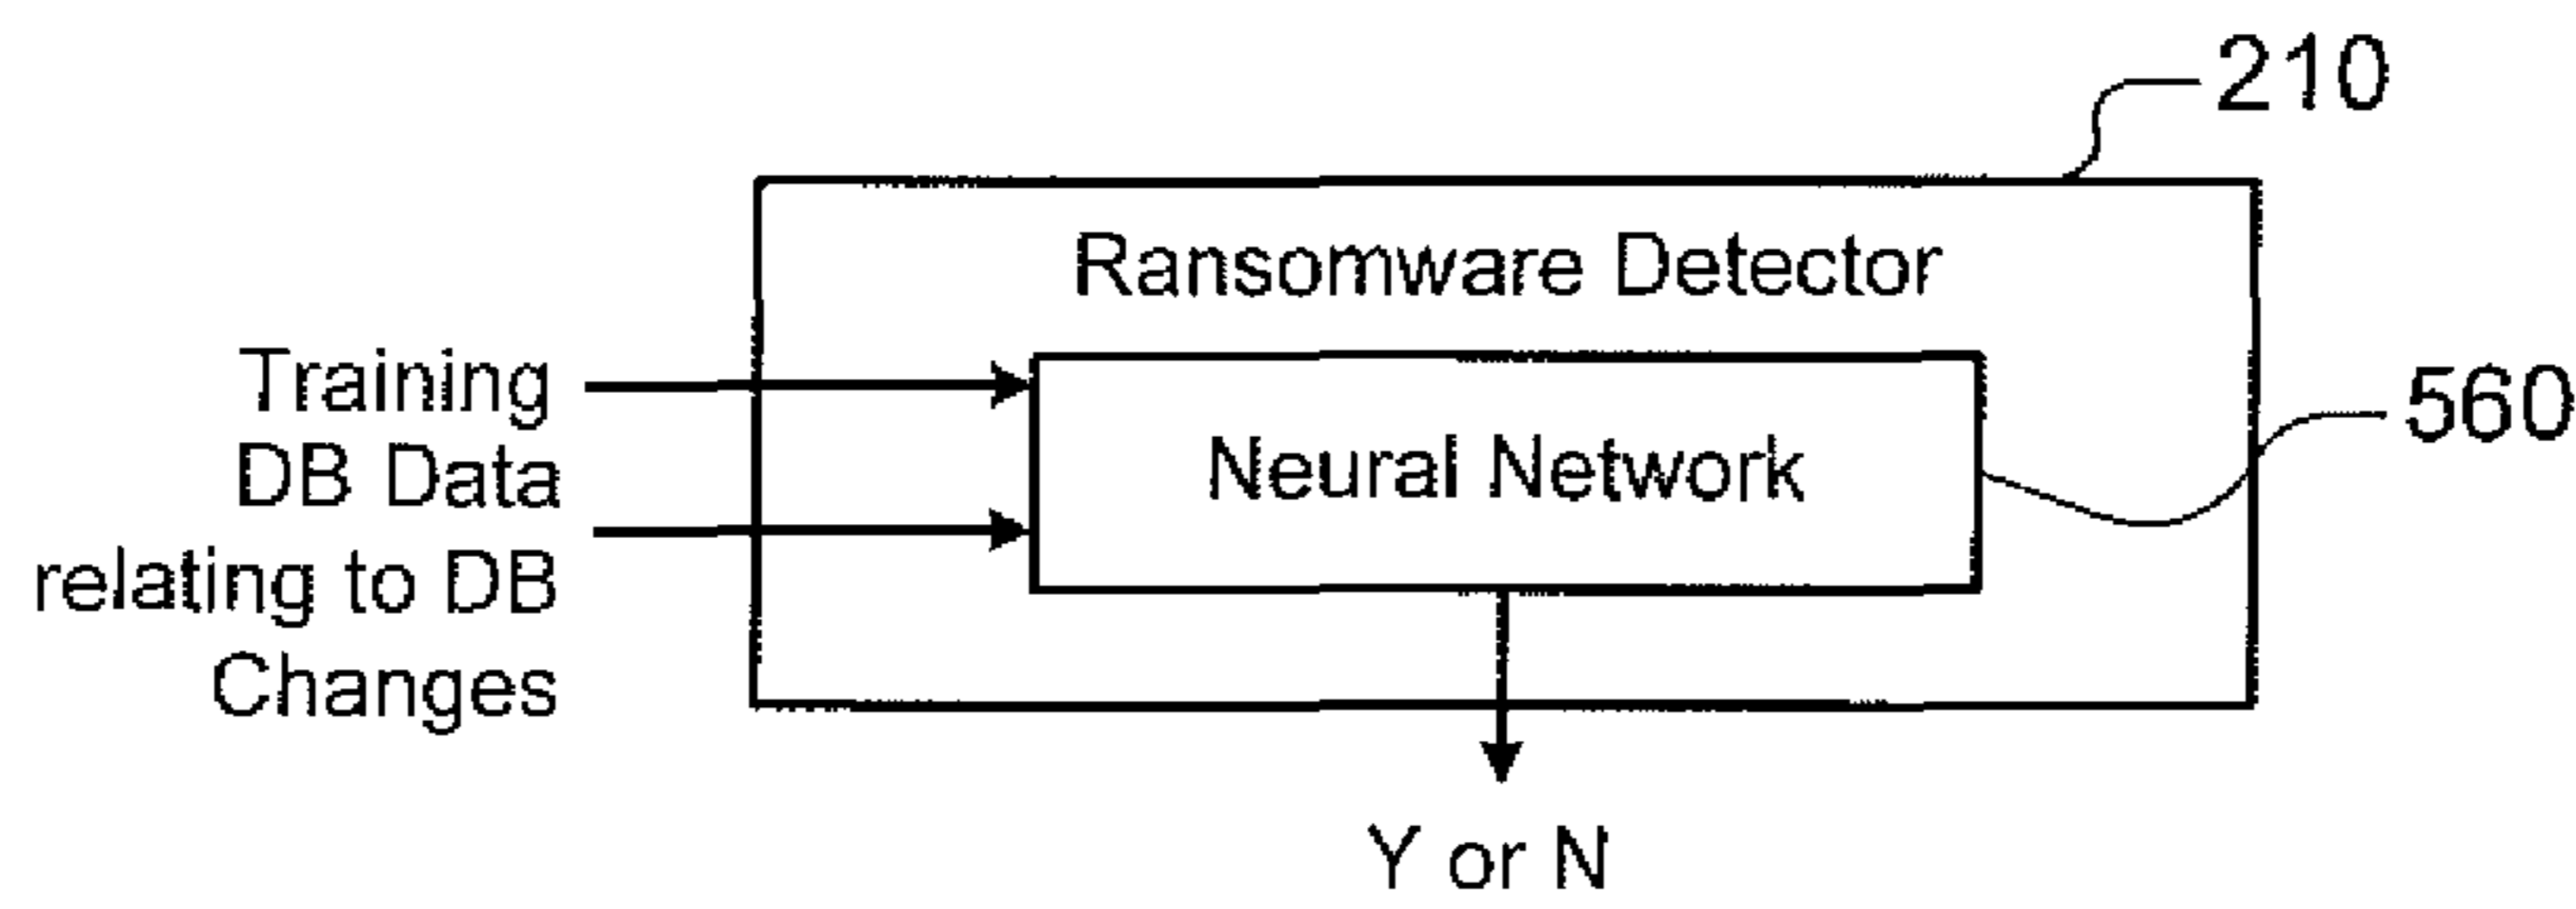 210
Ransomware Detector
Training
DB Data
relating to DB
Changes
Neural Network
560
Y or N